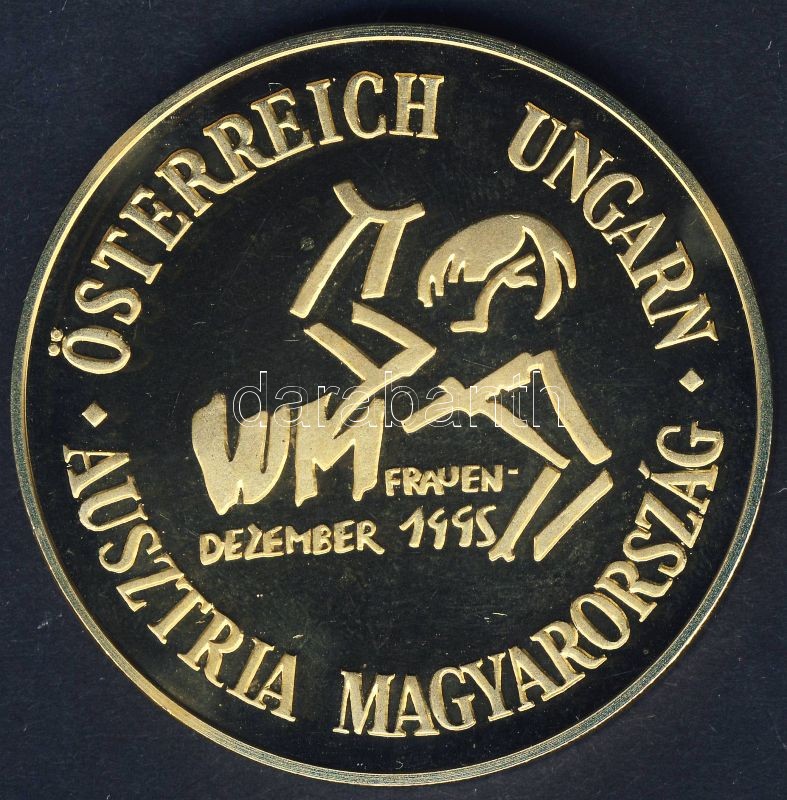 ÖSTERREICH UNGARN
· AUSZTRIA MAGYARORSZÁG ·
WM FRAUEN-
DEZEMBER 1995
darabanth